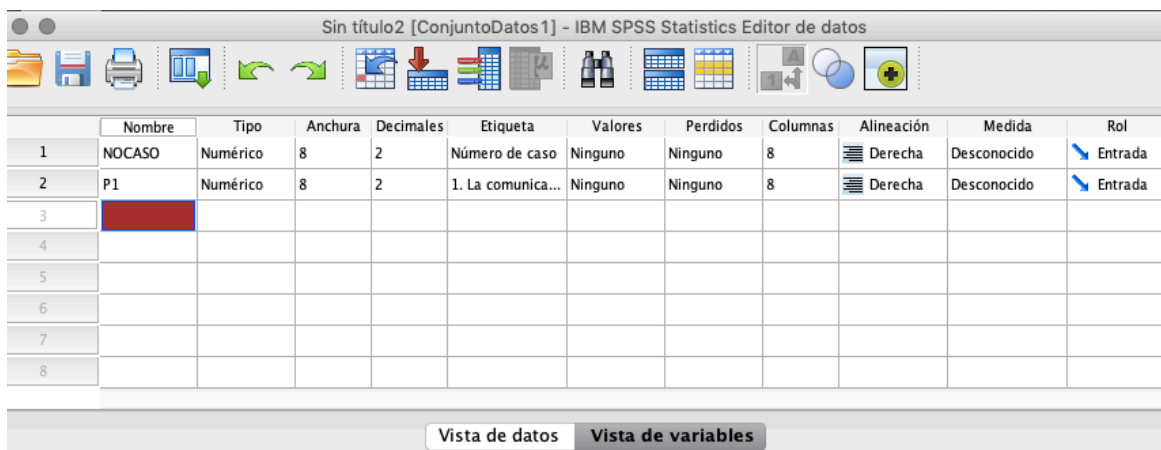 Sin título2 [ConjuntoDatos1] - IBM SPSS Statistics Editor de datos
Nombre Tipo Anchura Decimales Etiqueta Valores Perdidos Columnas Alineación Medida Rol
1 NOCASO Numérico 8 2 Número de caso Ninguno Ninguno 8 Derecha Desconocido Entrada
2 P1 Numérico 8 2 1. La comunica... Ninguno Ninguno 8 Derecha Desconocido Entrada
3
4
5
6
7
8
Vista de datos Vista de variables